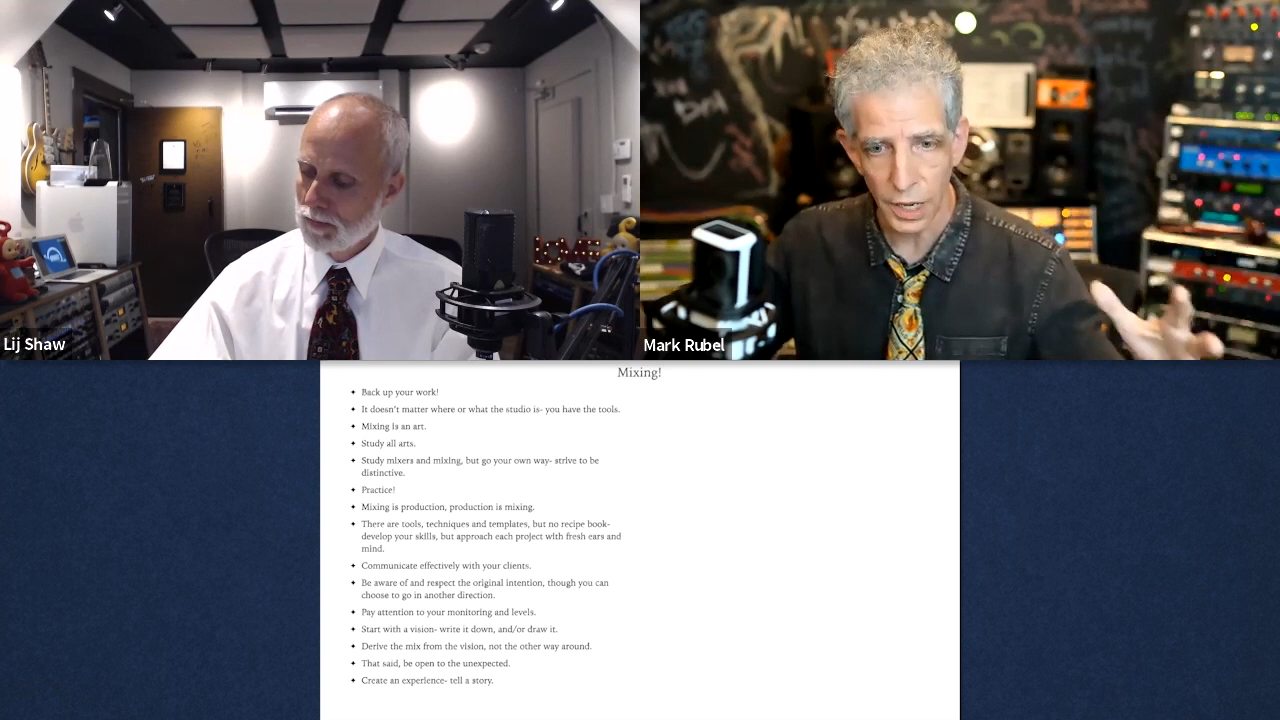 Lij Shaw
Mark Rubel
Mixing!
✦ Back up your work!
✦ It doesn't matter where or what the studio is- you have the tools.
✦ Mixing is an art.
✦ Study all arts.
✦ Study mixers and mixing, but go your own way- strive to be
distinctive.
✦ Practice!
✦ Mixing is production, production is mixing.
✦ There are tools, techniques and templates, but no recipe book-
develop your skills, but approach each project with fresh ears and
mind.
✦ Communicate effectively with your clients.
✦ Be aware of and respect the original intention, though you can
choose to go in another direction.
✦ Pay attention to your monitoring and levels.
✦ Start with a vision- write it down, and/or draw it.
✦ Derive the mix from the vision, not the other way around.
✦ That said, be open to the unexpected.
✦ Create an experience- tell a story.